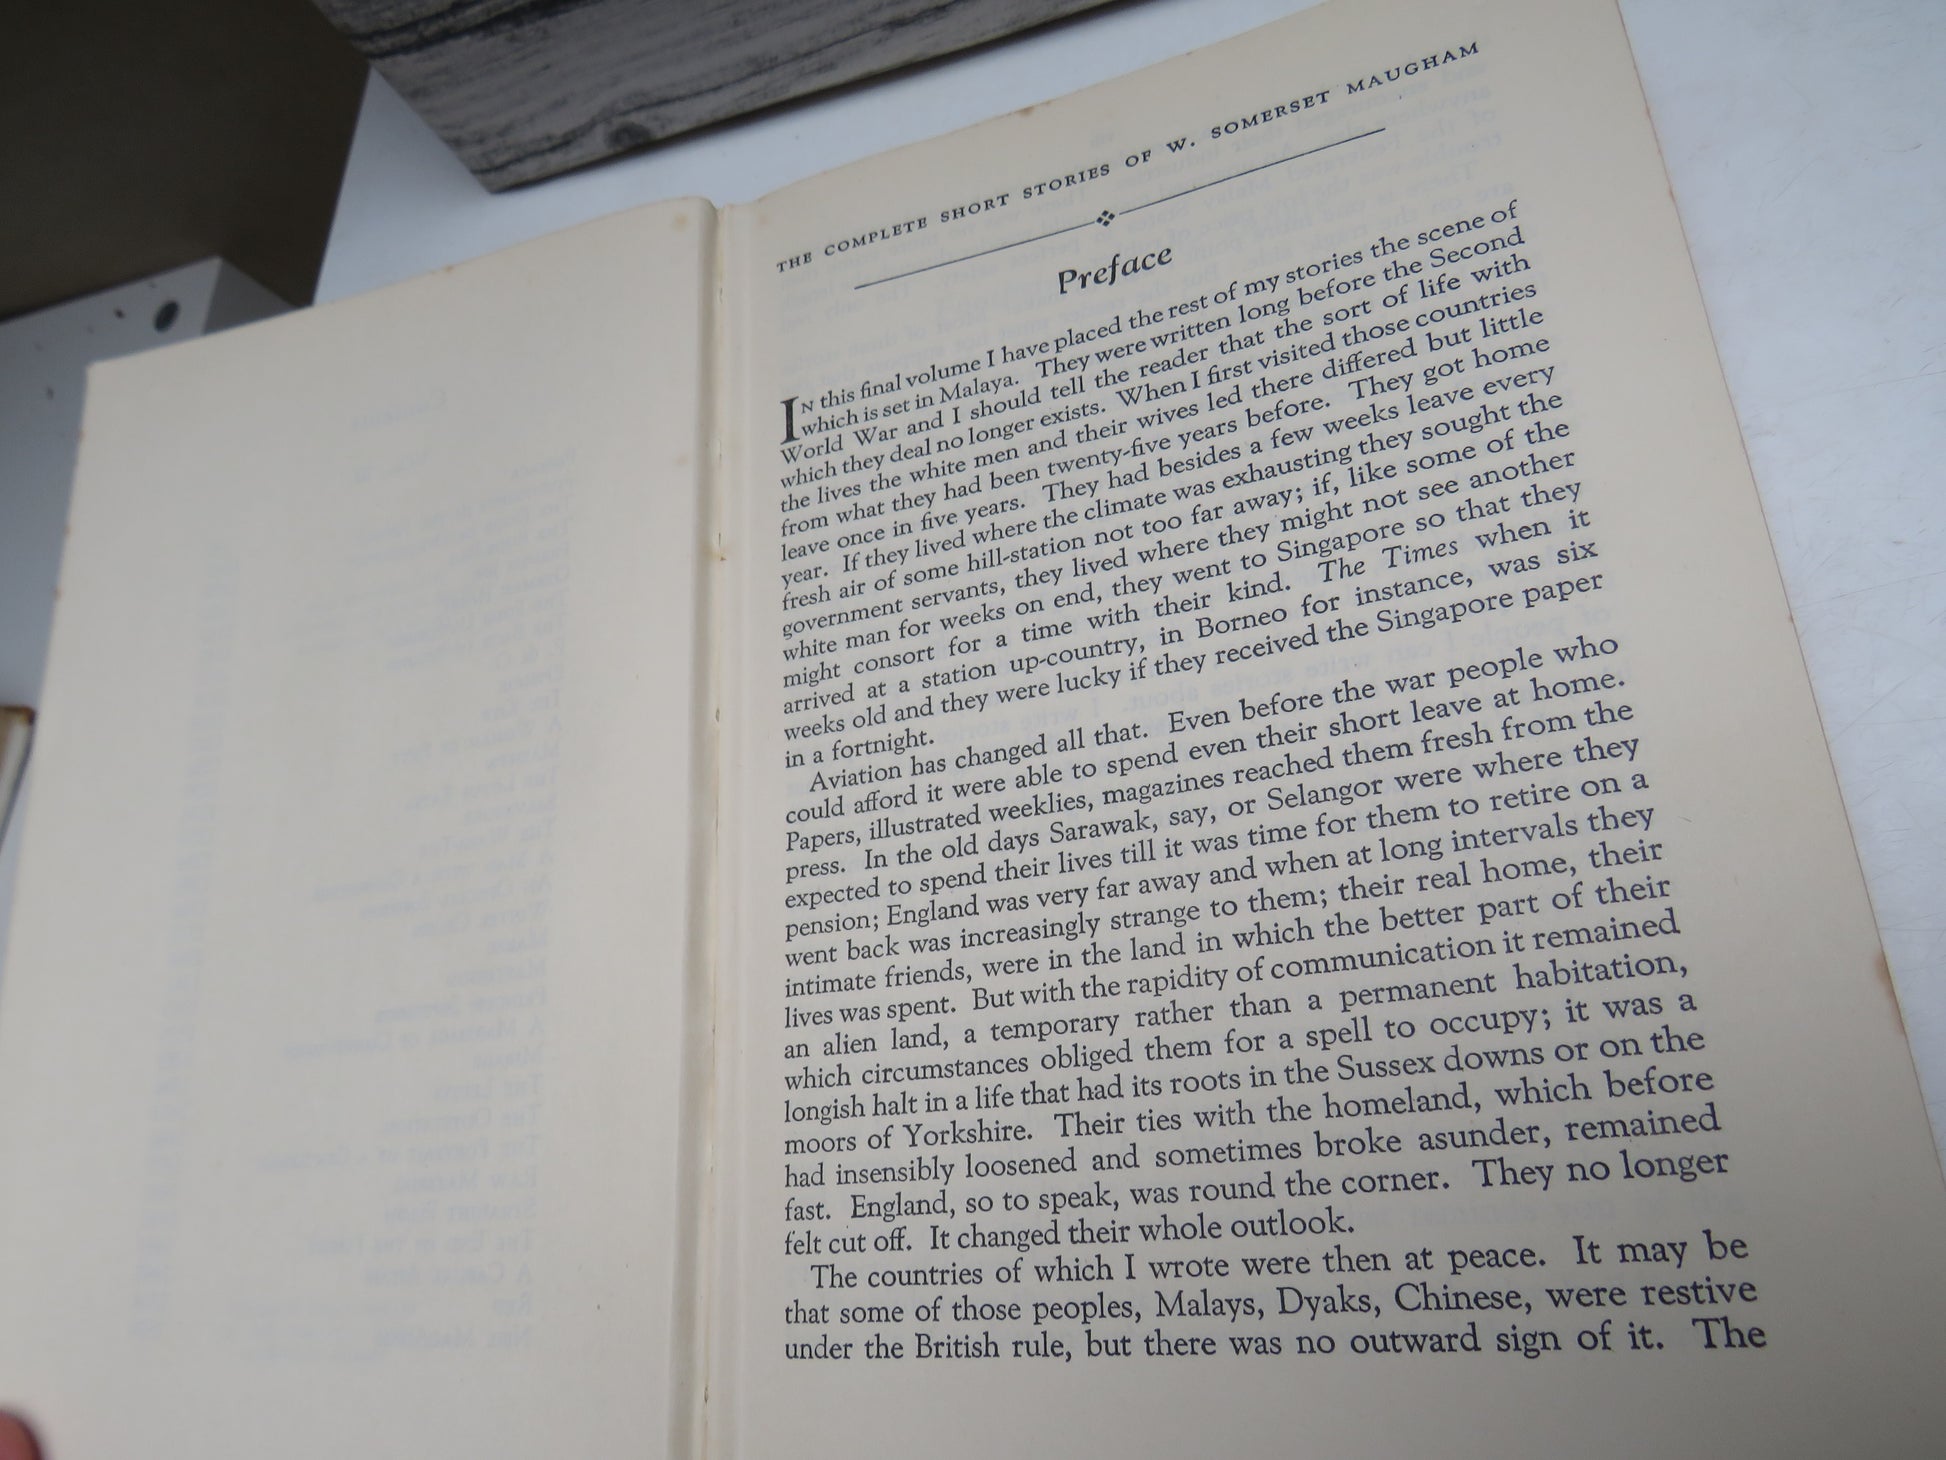 THE COMPLETE SHORT STORIES OF W. SOMERSET MAUGHAM
Preface
IN this final volume I have placed the rest of my stories the scene of
which is set in Malaya. They were written long before the Second
World War and I should tell the reader that the sort of life with
which they deal no longer exists. When I first visited those countries
the lives the white men and their wives led there differed but little
from what they had been twenty-five years before. They got home
leave once in five years. They had besides a few weeks leave every
year. If they lived where the climate was exhausting they sought the
fresh air of some hill-station not too far away; if, like some of the
government servants, they lived where they might not see another
white man for weeks on end, they went to Singapore so that they
might consort for a time with their kind. The Times when it
arrived at a station up-country, in Borneo for instance, was six
weeks old and they were lucky if they received the Singapore paper
in a fortnight.
Aviation has changed all that. Even before the war people who
could afford it were able to spend even their short leave at home.
Papers, illustrated weeklies, magazines reached them fresh from the
press. In the old days Sarawak, say, or Selangor were where they
expected to spend their lives till it was time for them to retire on a
pension; England was very far away and when at long intervals they
went back was increasingly strange to them; their real home, their
intimate friends, were in the land in which the better part of their
lives was spent. But with the rapidity of communication it remained
an alien land, a temporary rather than a permanent habitation,
which circumstances obliged them for a spell to occupy; it was a
longish halt in a life that had its roots in the Sussex downs or on the
moors of Yorkshire. Their ties with the homeland, which before
had insensibly loosened and sometimes broke asunder, remained
fast. England, so to speak, was round the corner. They no longer
felt cut off. It changed their whole outlook.
The countries of which I wrote were then at peace. It may be
that some of those peoples, Malays, Dyaks, Chinese, were restive
under the British rule, but there was no outward sign of it. The